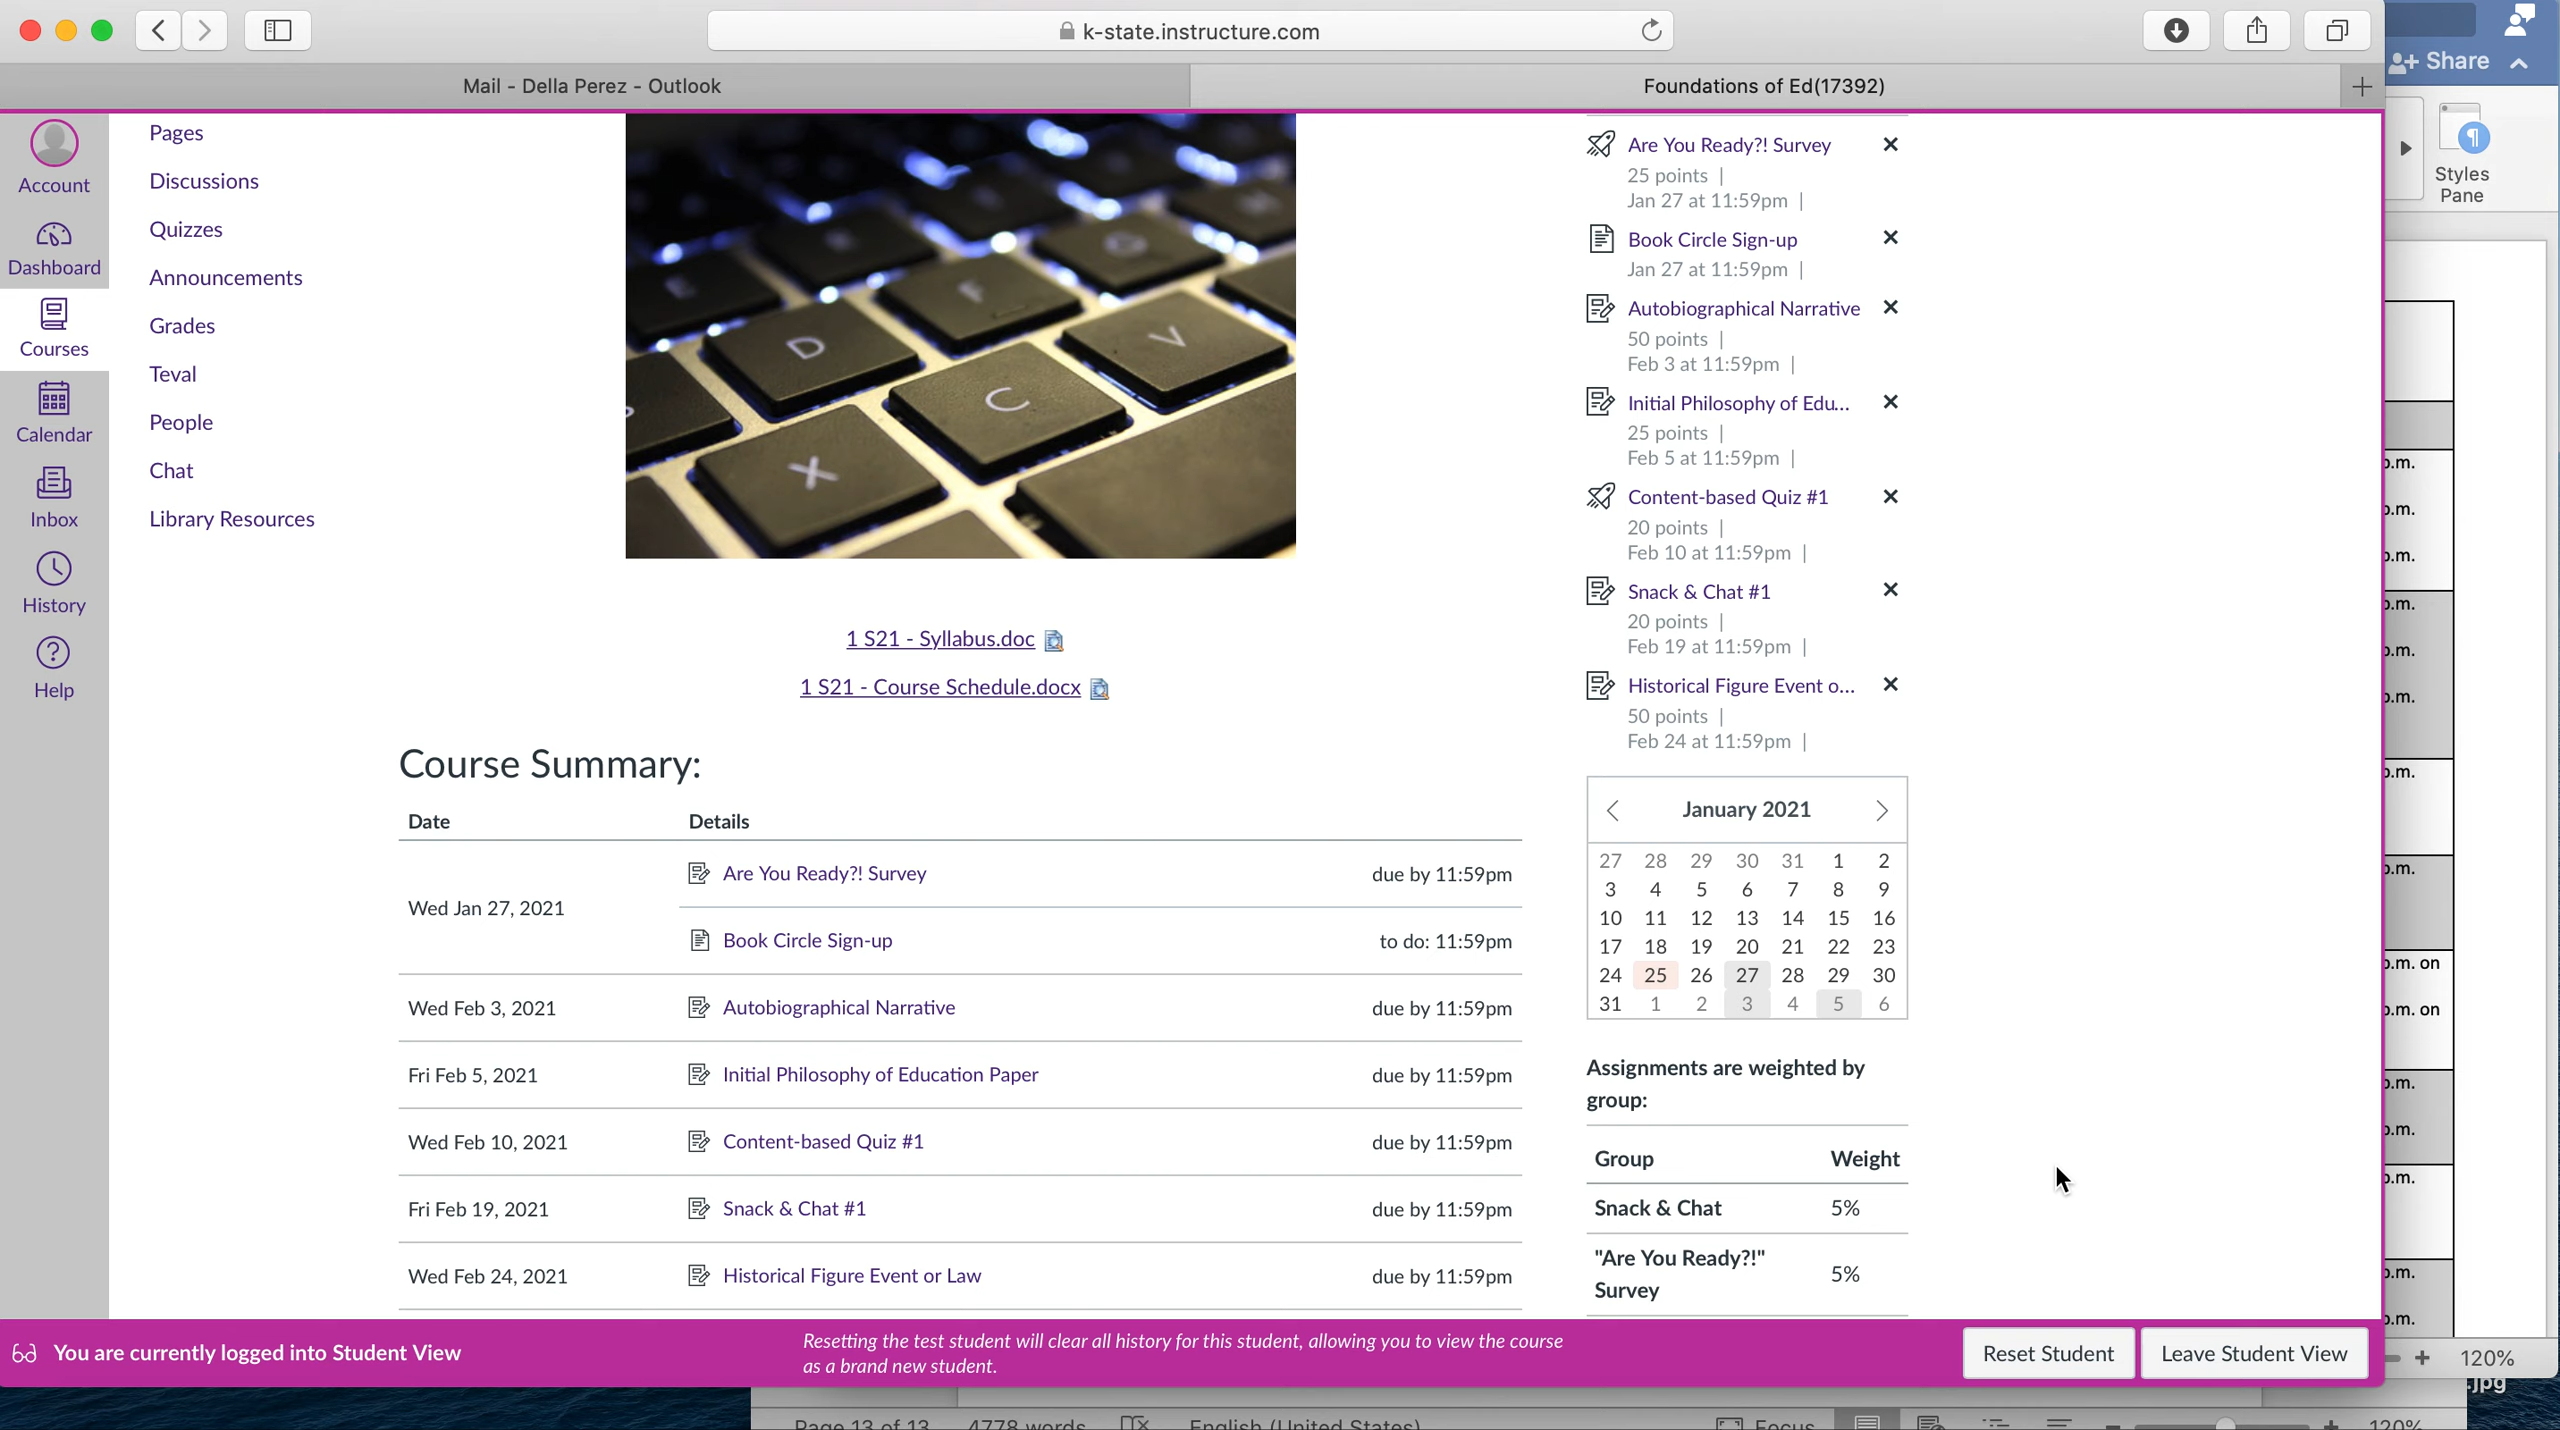 k-state.instructure.com
Mail - Della Perez - Outlook
Foundations of Ed(17392)
Share
Styles
Pane
Account
Dashboard
Courses
Calendar
Inbox
History
Help
Pages
Discussions
Quizzes
Announcements
Grades
Teval
People
Chat
Library Resources
E
F
D
V
C
X
1 S21 - Syllabus.doc
1 S21 - Course Schedule.docx
Course Summary:
Date Details
Wed Jan 27, 2021
Are You Ready?! Survey due by 11:59pm
Book Circle Sign-up to do: 11:59pm
Wed Feb 3, 2021 Autobiographical Narrative due by 11:59pm
Fri Feb 5, 2021 Initial Philosophy of Education Paper due by 11:59pm
Wed Feb 10, 2021 Content-based Quiz #1 due by 11:59pm
Fri Feb 19, 2021 Snack & Chat #1 due by 11:59pm
Wed Feb 24, 2021 Historical Figure Event or Law due by 11:59pm
Are You Ready?! Survey
25 points |
Jan 27 at 11:59pm |
Book Circle Sign-up
Jan 27 at 11:59pm |
Autobiographical Narrative
50 points |
Feb 3 at 11:59pm |
Initial Philosophy of Edu...
25 points |
Feb 5 at 11:59pm |
Content-based Quiz #1
20 points |
Feb 10 at 11:59pm |
Snack & Chat #1
20 points |
Feb 19 at 11:59pm |
Historical Figure Event o...
50 points |
Feb 24 at 11:59pm |
January 2021
27 28 29 30 31 1 2
3 4 5 6 7 8 9
10 11 12 13 14 15 16
17 18 19 20 21 22 23
24 25 26 27 28 29 30
31 1 2 3 4 5 6
Assignments are weighted by
group:
Group Weight
Snack & Chat 5%
"Are You Ready?!"
Survey 5%
p.m.
p.m.
p.m.
p.m.
p.m.
p.m.
p.m.
p.m.
p.m. on
p.m. on
p.m.
p.m.
p.m.
p.m.
p.m.
120%
.jpg
You are currently logged into Student View
Resetting the test student will clear all history for this student, allowing you to view the course
as a brand new student.
Reset Student
Leave Student View
Page 13 of 13 4778 words English (United States) Focus 120%